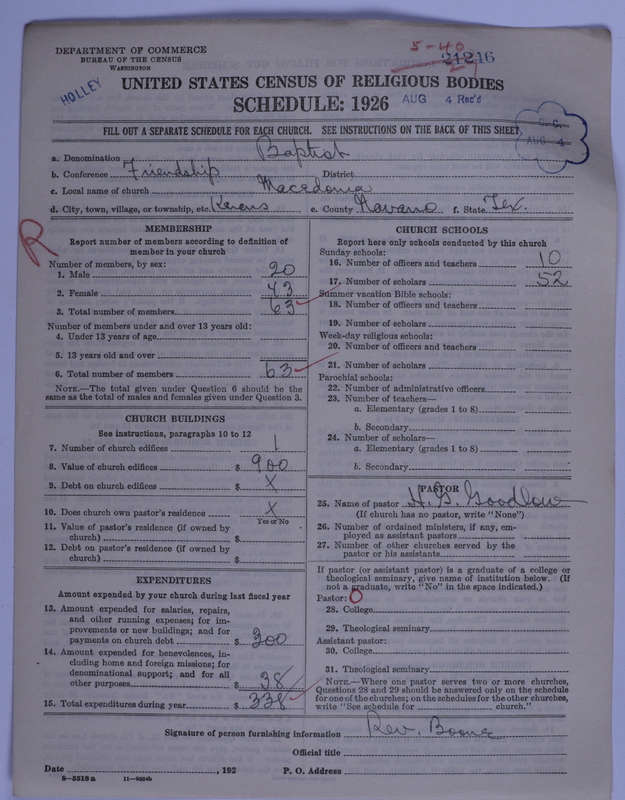 DEPARTMENT OF COMMERCE
BUREAU OF THE CENSUS
WASHINGTON
HOLLEY
5-40
21216
UNITED STATES CENSUS OF RELIGIOUS BODIES
SCHEDULE: 1926
AUG 4 Rec'd
FILL OUT A SEPARATE SCHEDULE FOR EACH CHURCH. SEE INSTRUCTIONS ON THE BACK OF THIS SHEET
AUG 4
a. Denomination Baptist
b. Conference Friendship District
c. Local name of church Macedonia
d. City, town, village, or township, etc. Kerens e. County Navarro f. State Tex.
R
MEMBERSHIP
Report number of members according to definition of
member in your church
Number of members, by sex:
1. Male 20
2. Female 43
3. Total number of members 63
Number of members under and over 13 years old:
4. Under 13 years of age
5. 13 years old and over
6. Total number of members 63
NOTE.—The total given under Question 6 should be the
same as the total of males and females given under Question 3.
CHURCH BUILDINGS
See instructions, paragraphs 10 to 12
7. Number of church edifices 1
8. Value of church edifices $ 900
9. Debt on church edifices $ X
10. Does church own pastor's residence X
Yes or No
11. Value of pastor's residence (if owned by
church) $
12. Debt on pastor's residence (if owned by
church) $
EXPENDITURES
Amount expended by your church during last fiscal year
13. Amount expended for salaries, repairs,
and other running expenses; for im-
provements or new buildings; and for
payments on church debt $ 300
14. Amount expended for benevolences, in-
cluding home and foreign missions; for
denominational support; and for all
other purposes $ 38
15. Total expenditures during year $ 338
CHURCH SCHOOLS
Report here only schools conducted by this church
Sunday schools:
16. Number of officers and teachers 10
17. Number of scholars 52
Summer vacation Bible schools:
18. Number of officers and teachers
19. Number of scholars
Week-day religious schools:
20. Number of officers and teachers
21. Number of scholars
Parochial schools:
22. Number of administrative officers
23. Number of teachers—
a. Elementary (grades 1 to 8)
b. Secondary
24. Number of scholars—
a. Elementary (grades 1 to 8)
b. Secondary
PASTOR
25. Name of pastor H. B. Goodlow
(If church has no pastor, write "None")
26. Number of ordained ministers, if any, em-
ployed as assistant pastors
27. Number of other churches served by the
pastor or his assistants
If pastor (or assistant pastor) is a graduate of a college or
theological seminary, give name of institution below. (If
not a graduate, write "No" in the space indicated.)
Pastor: O
28. College
29. Theological seminary
Assistant pastor:
30. College
31. Theological seminary
NOTE.—Where one pastor serves two or more churches,
Questions 28 and 29 should be answered only on the schedule
for one of the churches; on the schedules for the other churches,
write "See schedule for church."
Signature of person furnishing information Rev. Boone
Official title
Date , 192 P. O. Address
8—5518a 11—9554b